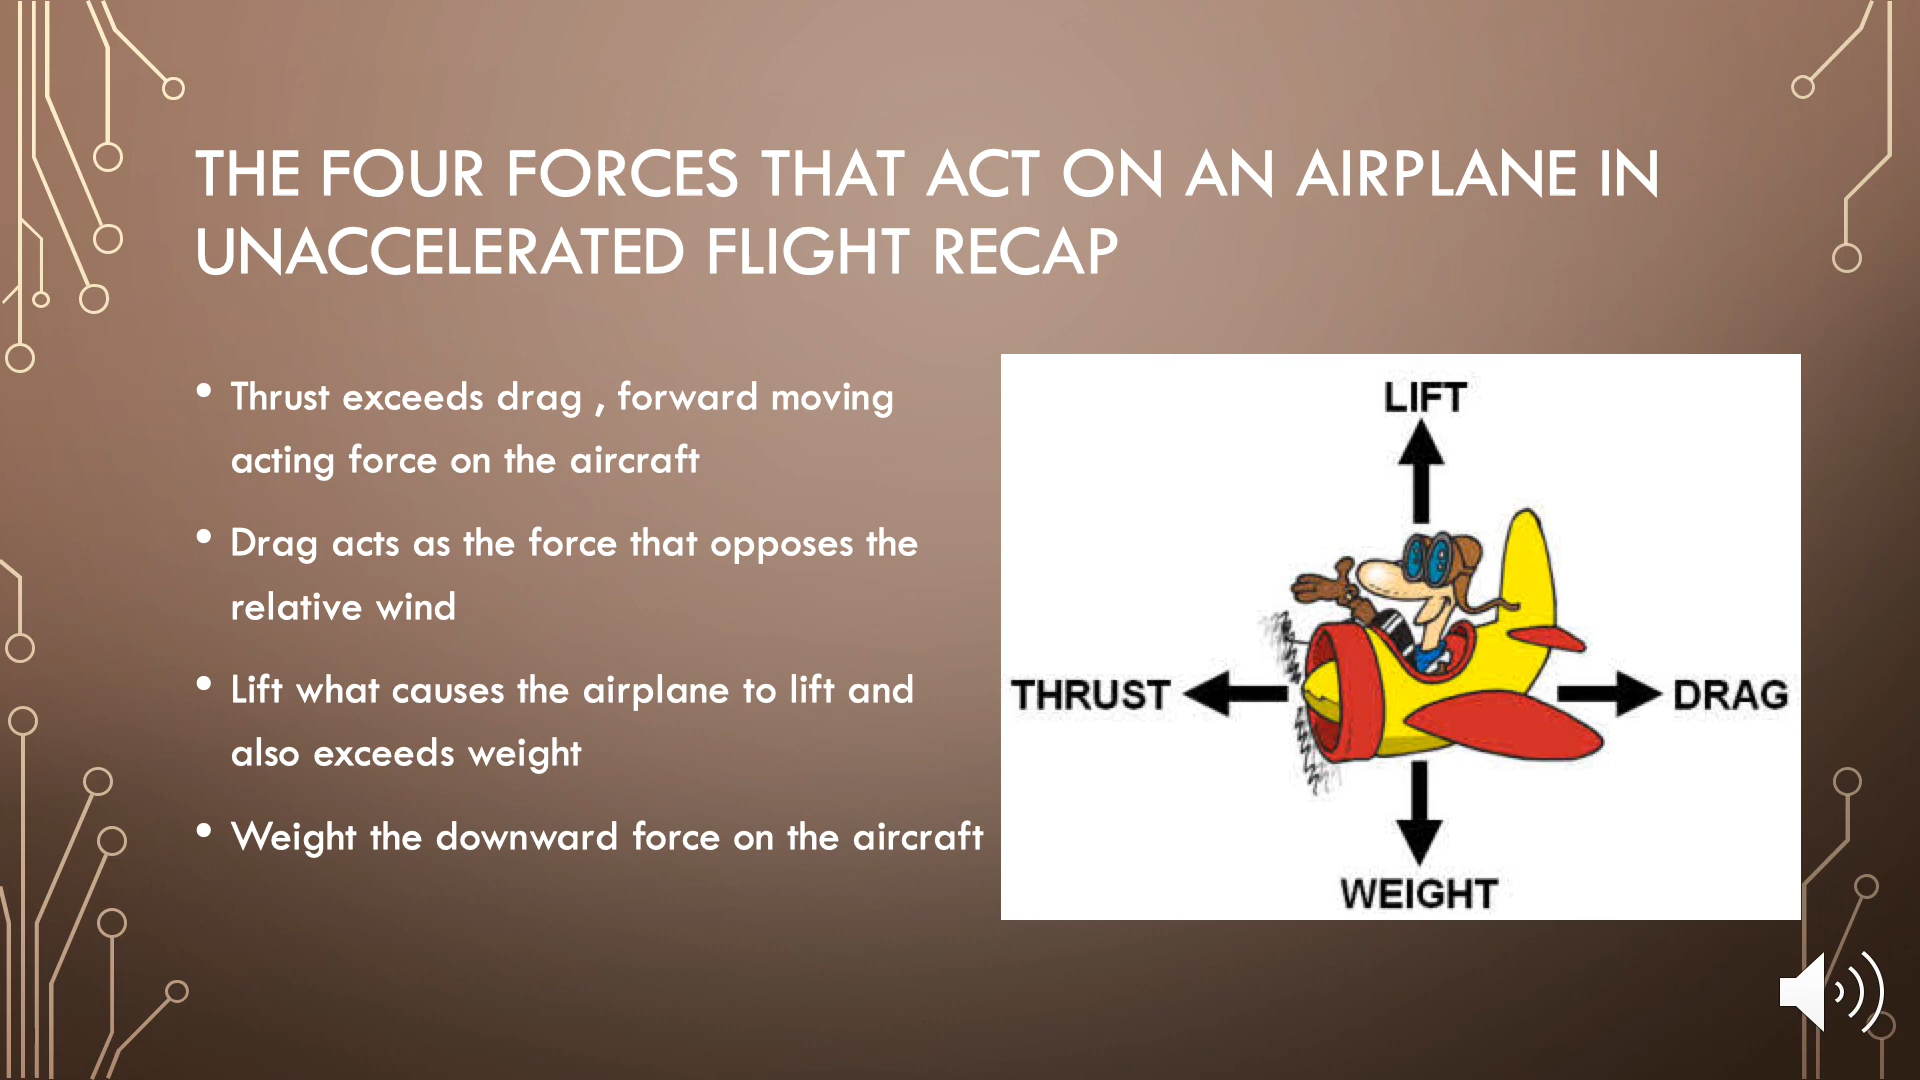 THE FOUR FORCES THAT ACT ON AN AIRPLANE IN
UNACCELERATED FLIGHT RECAP
• Thrust exceeds drag , forward moving
acting force on the aircraft
• Drag acts as the force that opposes the
relative wind
• Lift what causes the airplane to lift and
also exceeds weight
• Weight the downward force on the aircraft
LIFT
THRUST
DRAG
WEIGHT